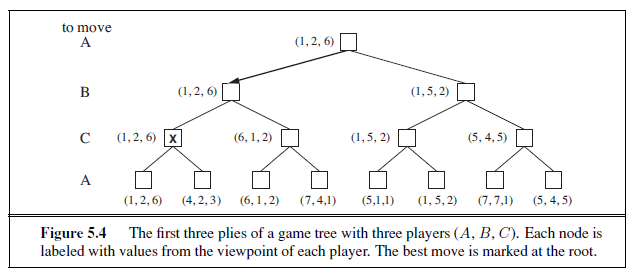 to move
A (1, 2, 6)
B (1, 2, 6) (1, 5, 2)
C (1, 2, 6) X (6, 1, 2) (1, 5, 2) (5, 4, 5)
A
(1, 2, 6) (4, 2, 3) (6, 1, 2) (7, 4,1) (5,1,1) (1, 5, 2) (7, 7,1) (5, 4, 5)
Figure 5.4 The first three plies of a game tree with three players (A, B, C). Each node is
labeled with values from the viewpoint of each player. The best move is marked at the root.